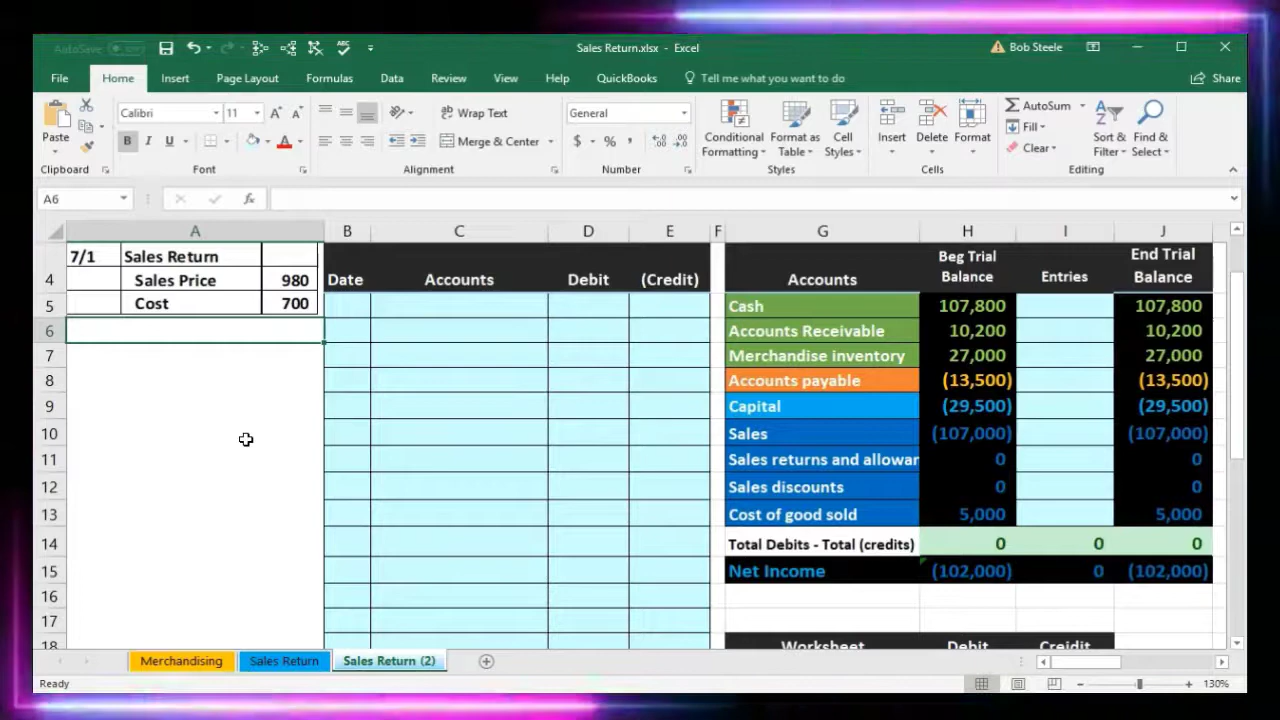 AutoSave Off
Sales Return.xlsx - Excel
Bob Steele
File Home Insert Page Layout Formulas Data Review View Help QuickBooks Tell me what you want to do Share
Paste
Clipboard
Calibri 11
B I U
Font
Wrap Text
Merge & Center
Alignment
General
$ % ,
Number
Conditional Formatting
Format as Table
Cell Styles
Styles
Insert Delete Format
Cells
AutoSum
Fill
Clear
Sort & Filter
Find & Select
Editing
A6 fx
A B C D E F G H I J
7/1 Sales Return
4 Sales Price 980 Date Accounts Debit (Credit) Accounts Beg Trial Balance Entries End Trial Balance
5 Cost 700 Cash 107,800 107,800
6 Accounts Receivable 10,200 10,200
7 Merchandise inventory 27,000 27,000
8 Accounts payable (13,500) (13,500)
9 Capital (29,500) (29,500)
10 Sales (107,000) (107,000)
11 Sales returns and allowar 0 0
12 Sales discounts 0 0
13 Cost of good sold 5,000 5,000
14 Total Debits - Total (credits) 0 0 0
15 Net Income (102,000) 0 (102,000)
16
17
18 Worksheet Debit Creidit
Merchandising Sales Return Sales Return (2)
Ready 130%